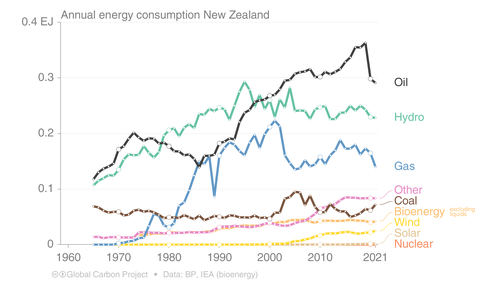 Annual energy consumption New Zealand
0.4 EJ
0.3
0.2
0.1
0
1960
1970
1980
1990
2000
2010
2021
Oil
Hydro
Gas
Other
Coal
Bioenergy excluding liquids
Wind
Solar
Nuclear
Global Carbon Project • Data: BP, IEA (bioenergy)